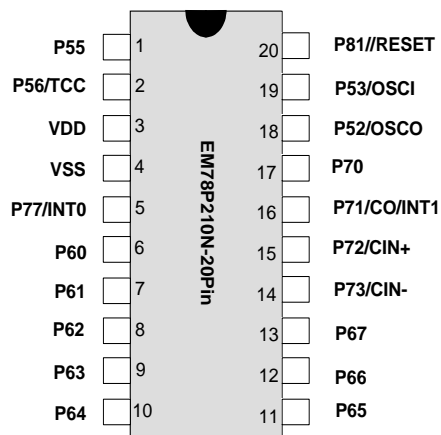 P55 1 20 P81//RESET
P56/TCC 2 19 P53/OSCI
VDD 3 18 P52/OSCO
VSS 4 17 P70
P77/INT0 5 16 P71/CO/INT1
P60 6 15 P72/CIN+
P61 7 14 P73/CIN-
P62 8 13 P67
P63 9 12 P66
P64 10 11 P65
EM78P210N-20Pin